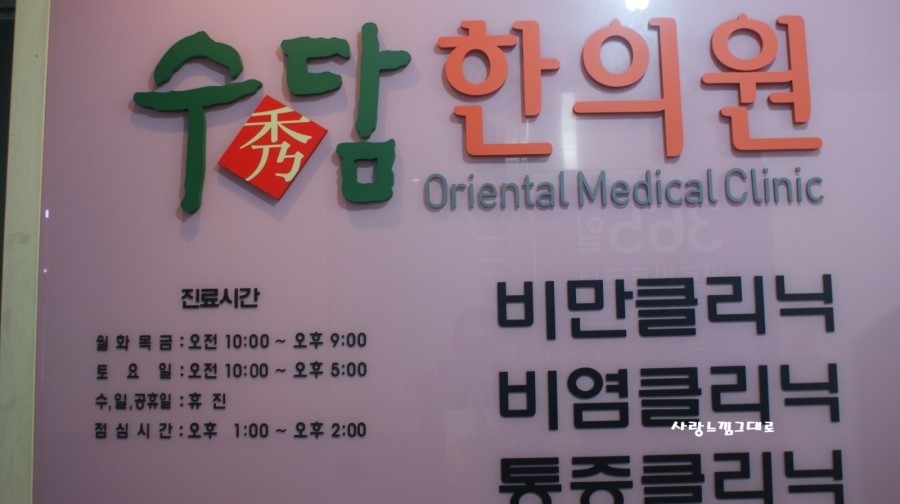 수담한의원
秀
Oriental Medical Clinic
진료시간
월 화 목 금 : 오전 10:00 ~ 오후 9:00
토 요 일 : 오전 10:00 ~ 오후 5:00
수,일,공휴일 : 휴 진
점 심 시 간 : 오후 1:00 ~ 오후 2:00
비만클리닉
비염클리닉
사랑느낌그대로
통증클리닉